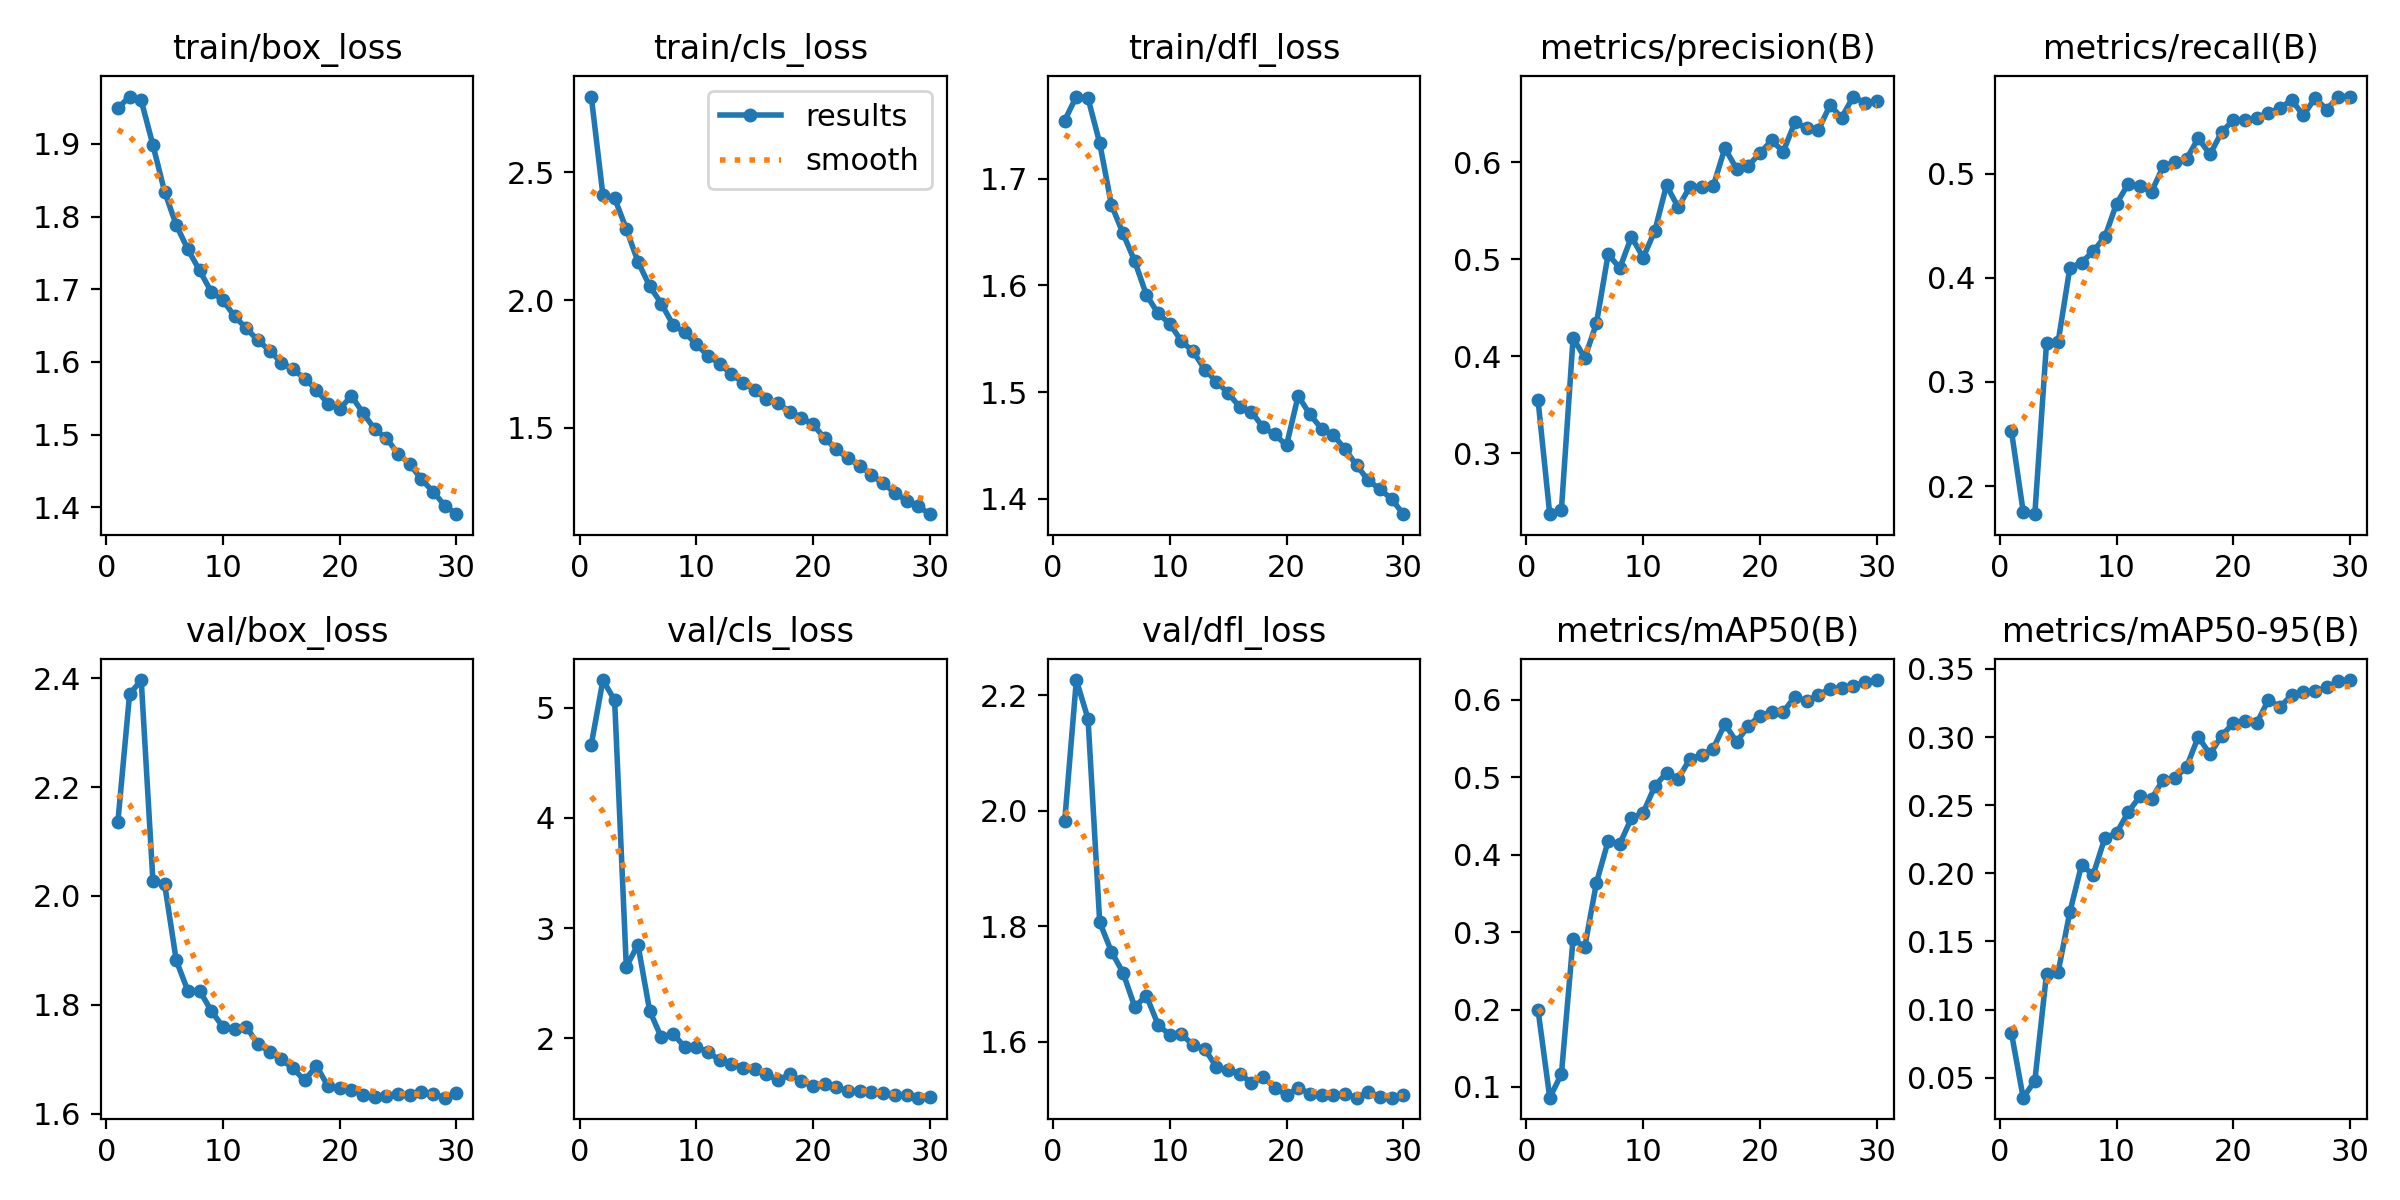 train/box_loss
1.9
1.8
1.7
1.6
1.5
1.4
0 10 20 30
train/cls_loss
results
smooth
2.5
2.0
1.5
0 10 20 30
train/dfl_loss
1.7
1.6
1.5
1.4
0 10 20 30
metrics/precision(B)
0.6
0.5
0.4
0.3
0 10 20 30
metrics/recall(B)
0.5
0.4
0.3
0.2
0 10 20 30
val/box_loss
2.4
2.2
2.0
1.8
1.6
0 10 20 30
val/cls_loss
5
4
3
2
0 10 20 30
val/dfl_loss
2.2
2.0
1.8
1.6
0 10 20 30
metrics/mAP50(B)
0.6
0.5
0.4
0.3
0.2
0.1
0 10 20 30
metrics/mAP50-95(B)
0.35
0.30
0.25
0.20
0.15
0.10
0.05
0 10 20 30